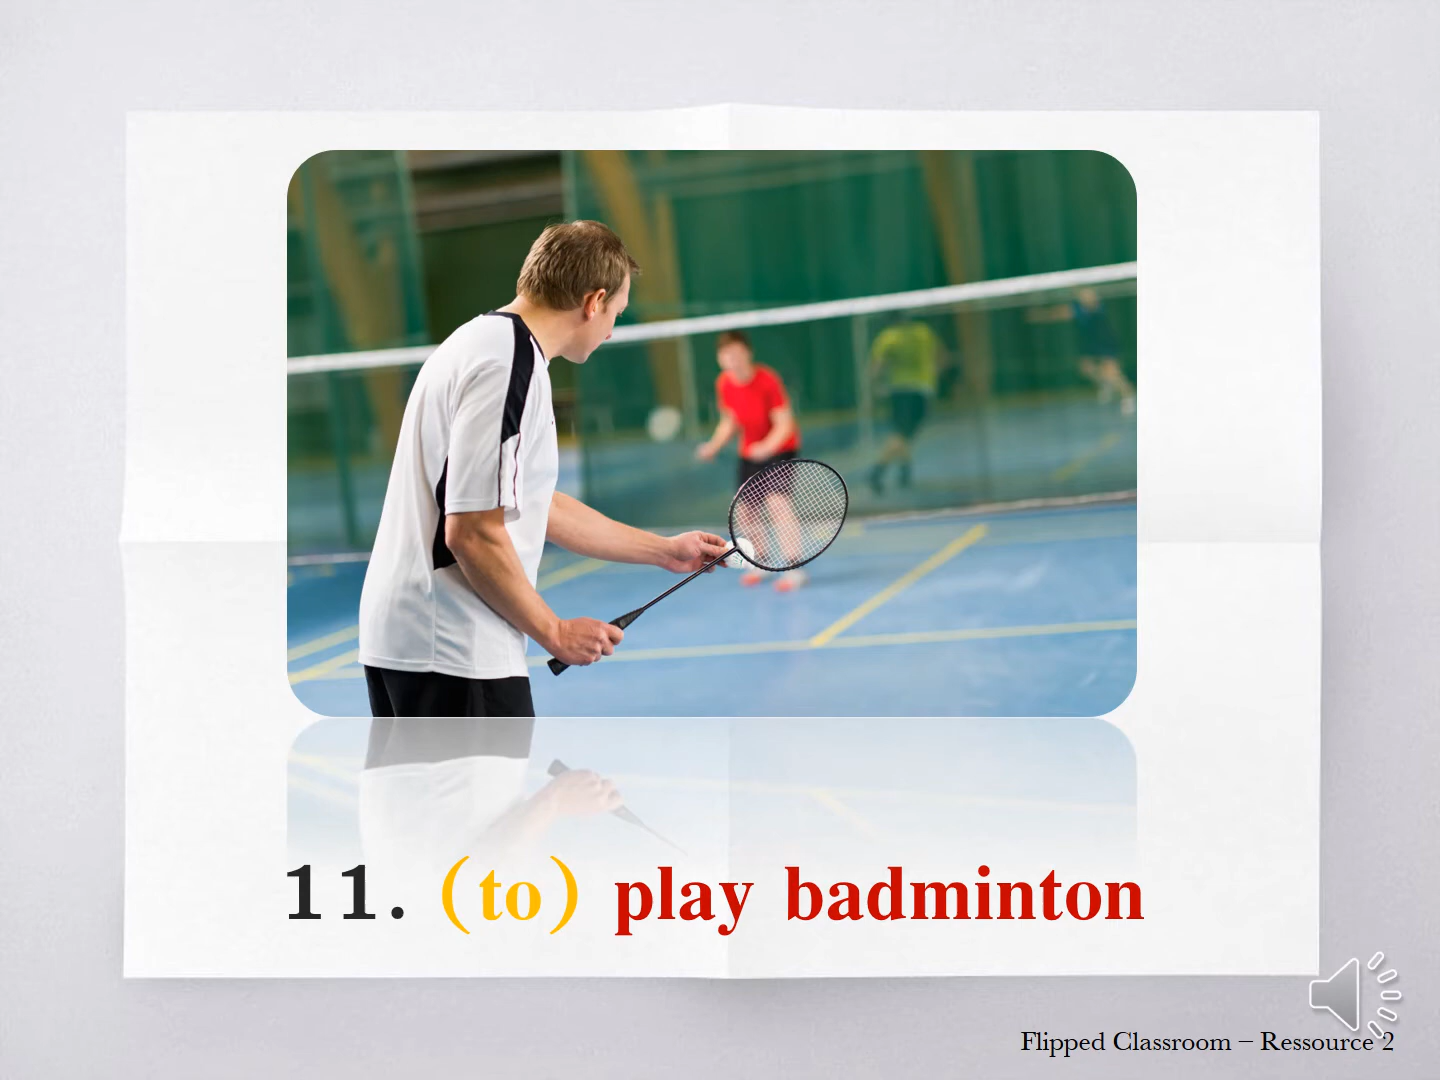 11. (to) play badminton
Flipped Classroom – Ressource 2